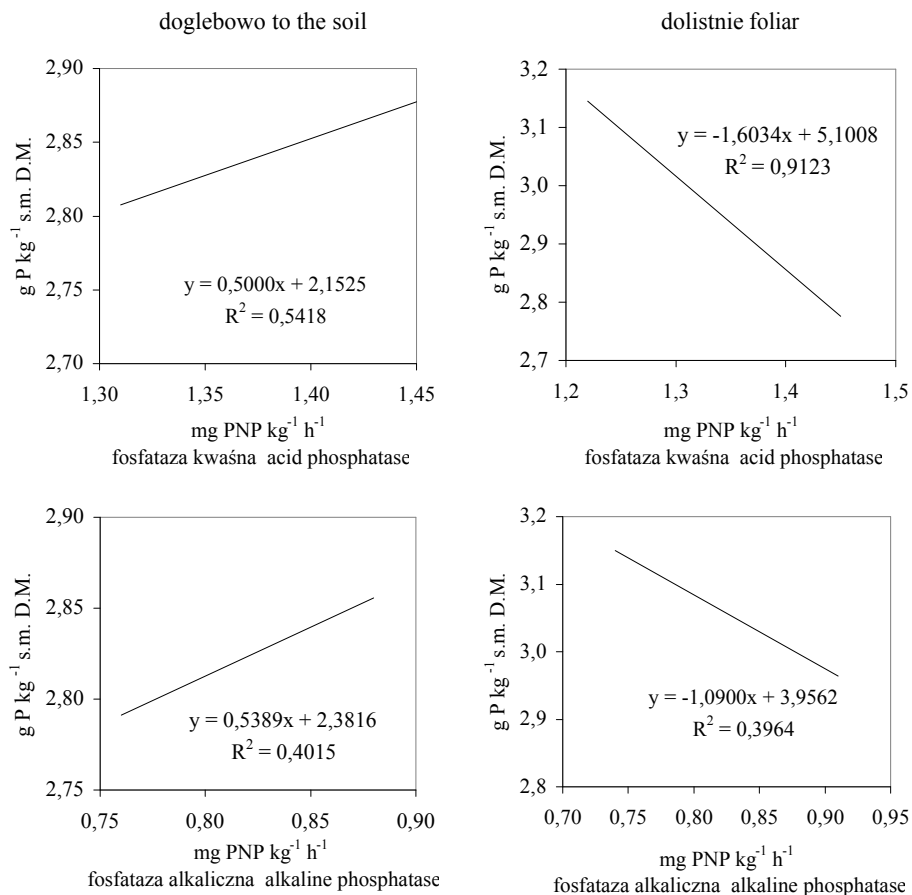 doglebowo to the soil
dolistnie foliar
2,90
2,85
2,80
2,75
2,70
g P kg⁻¹ s.m. D.M.
y = 0,5000x + 2,1525
R² = 0,5418
1,30 1,35 1,40 1,45
mg PNP kg⁻¹ h⁻¹
fosfataza kwaśna acid phosphatase
3,2
3,1
3,0
2,9
2,8
2,7
g P kg⁻¹ s.m. D.M.
y = -1,6034x + 5,1008
R² = 0,9123
1,2 1,3 1,4 1,5
mg PNP kg⁻¹ h⁻¹
fosfataza kwaśna acid phosphatase
2,90
2,85
2,80
2,75
g P kg⁻¹ s.m. D.M.
y = 0,5389x + 2,3816
R² = 0,4015
0,75 0,80 0,85 0,90
mg PNP kg⁻¹ h⁻¹
fosfataza alkaliczna alkaline phosphatase
3,2
3,1
3,0
2,9
2,8
g P kg⁻¹ s.m. D.M.
y = -1,0900x + 3,9562
R² = 0,3964
0,70 0,75 0,80 0,85 0,90 0,95
mg PNP kg⁻¹ h⁻¹
fosfataza alkaliczna alkaline phosphatase